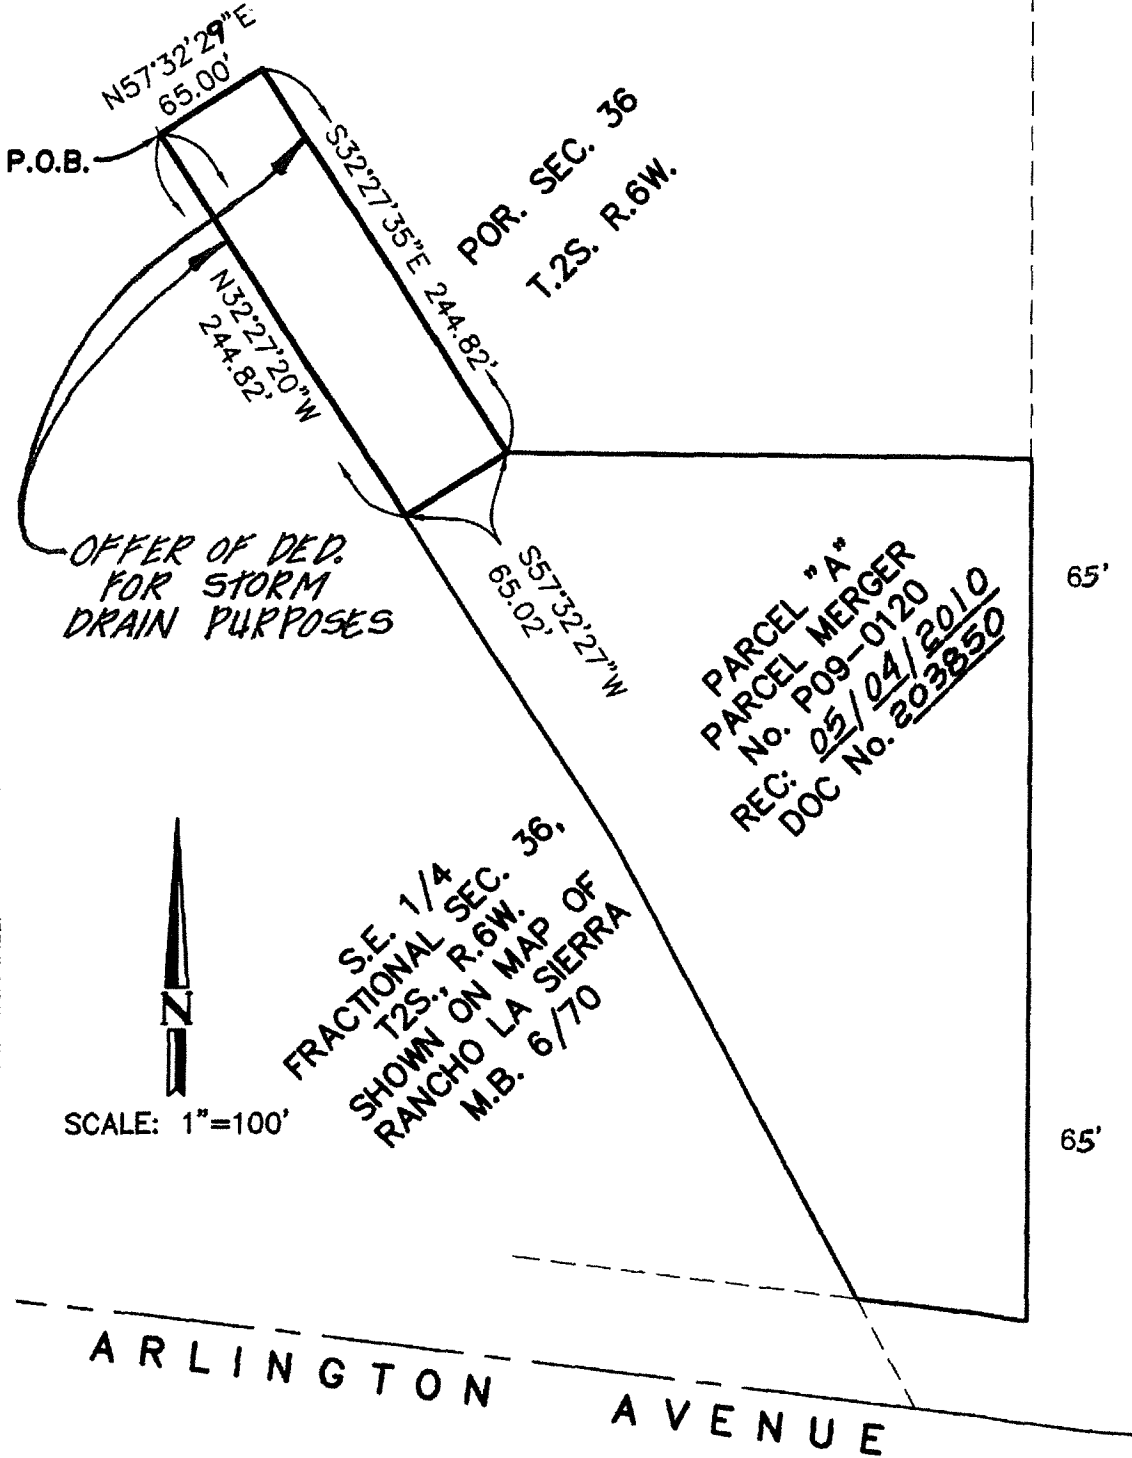 N57°32'29"E
65.00'
P.O.B.
S32°27'35"E 244.82'
POR. SEC. 36
T.2S. R.6W.
N32°27'20"W
244.82'
OFFER OF DED.
FOR STORM
DRAIN PURPOSES
S57°32'27"W
65.02'
65'
PARCEL "A"
PARCEL MERGER
No. P09-0120
REC: 05/04/2010
DOC No. 203850
S.E. 1/4
FRACTIONAL SEC. 36,
T2S., R.6W.
SHOWN ON MAP OF
RANCHO LA SIERRA
M.B. 6/70
N
SCALE: 1"=100'
65'
ARLINGTON AVENUE